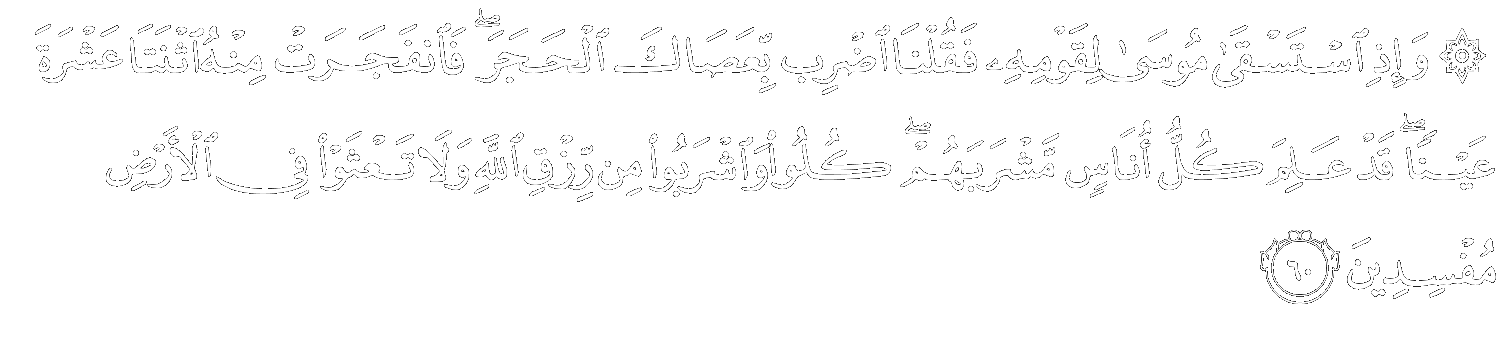 ۞ وَإِذِ ٱسْتَسْقَىٰ مُوسَىٰ لِقَوْمِهِۦ فَقُلْنَا ٱضْرِب بِّعَصَاكَ ٱلْحَجَرَ ۖ فَٱنفَجَرَتْ مِنْهُ ٱثْنَتَا عَشْرَةَ
عَيْنًا ۖ قَدْ عَلِمَ كُلُّ أُنَاسٍ مَّشْرَبَهُمْ ۖ كُلُوا۟ وَٱشْرَبُوا۟ مِن رِّزْقِ ٱللَّهِ وَلَا تَعْثَوْا۟ فِى ٱلْأَرْضِ
مُفْسِدِينَ ٦٠